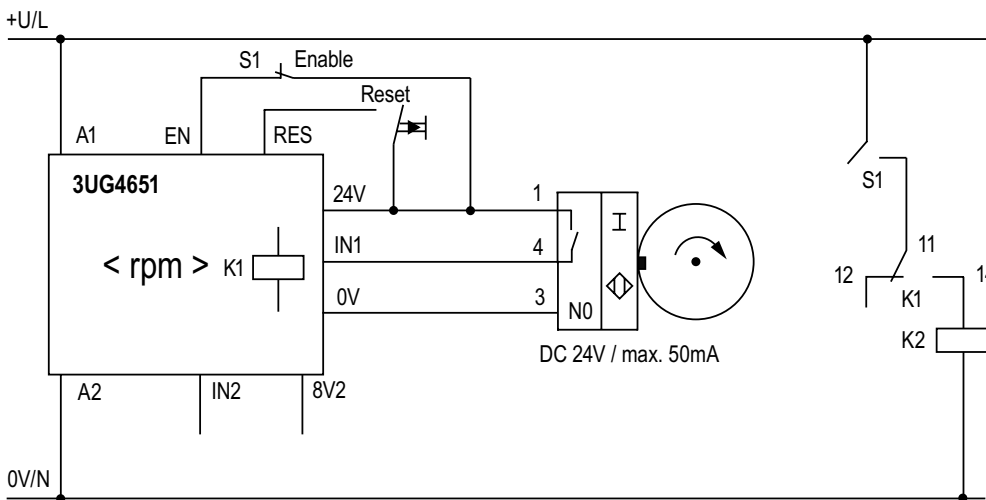 +U/L
S1 Enable
Reset
A1 EN RES
3UG4651
24V 1
S1
IN1 4
11
< rpm > K1
12 14
0V 3
N0
K1
K2
DC 24V / max. 50mA
A2 IN2 8V2
0V/N